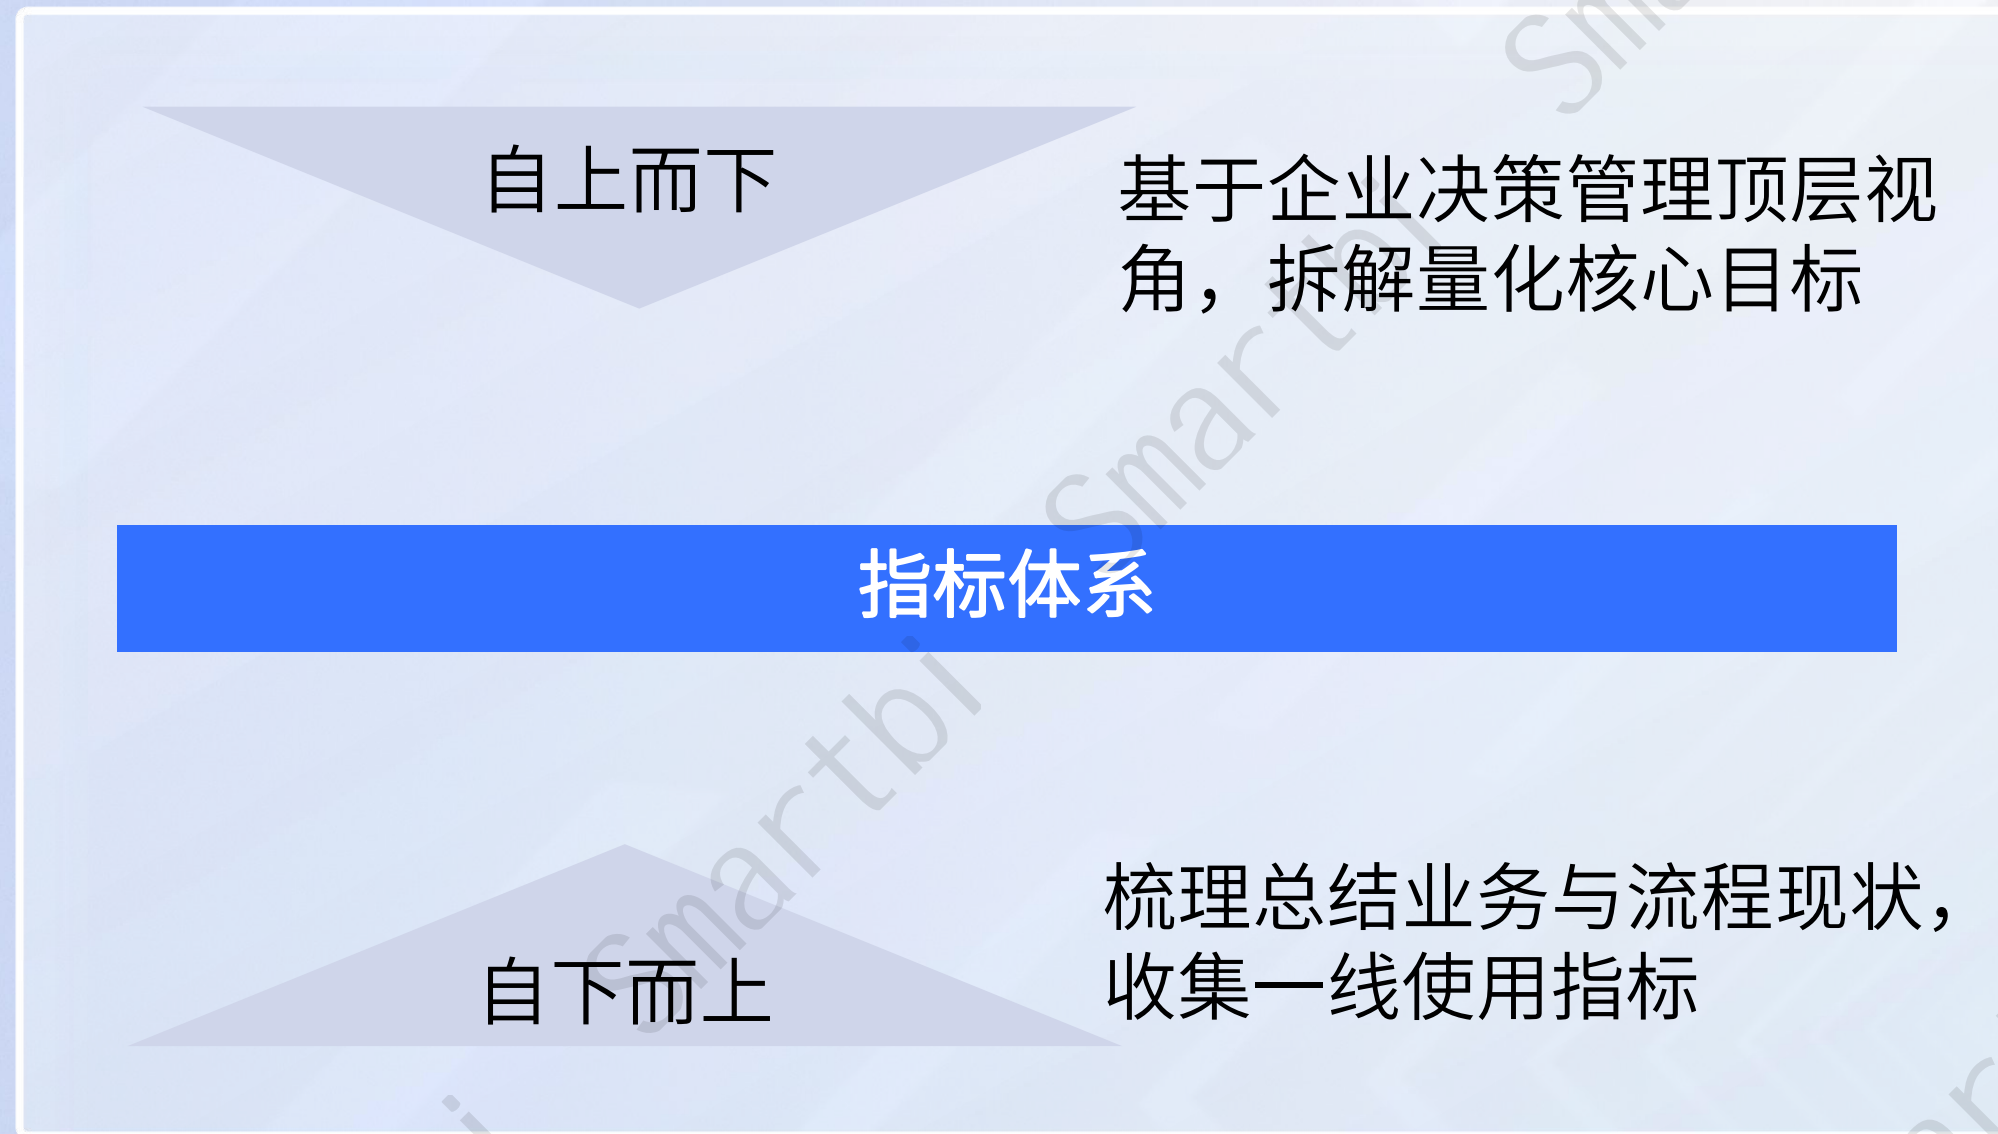 自上而下
基于企业决策管理顶层视
角，拆解量化核心目标
指标体系
自下而上
梳理总结业务与流程现状，
收集一线使用指标
Smartbi
Smartbi